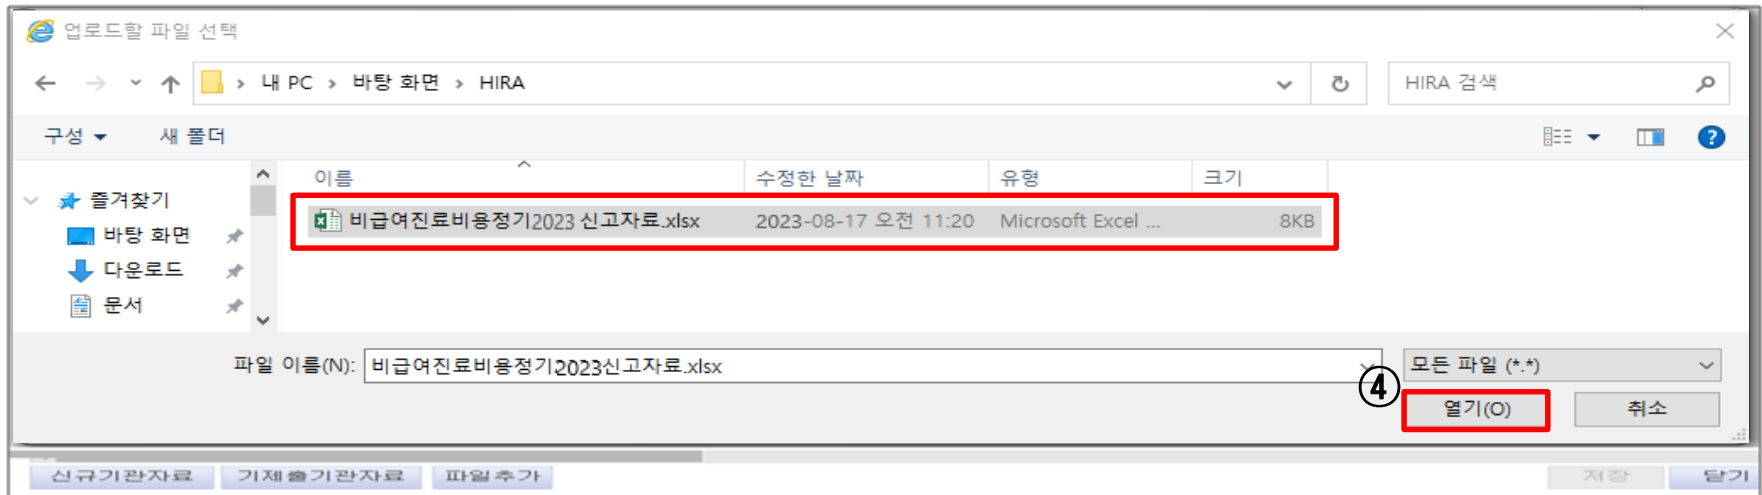 업로드할 파일 선택
내 PC > 바탕 화면 > HIRA
HIRA 검색
구성 새 폴더
이름 수정한 날짜 유형 크기
즐겨찾기
비급여진료비용정기2023 신고자료.xlsx 2023-08-17 오전 11:20 Microsoft Excel ... 8KB
바탕 화면
다운로드
문서
파일 이름(N): 비급여진료비용정기2023신고자료.xlsx 모든 파일 (*.*)
④ 열기(O) 취소
신규기관자료 기제출기관자료 파일추가 저장 닫기